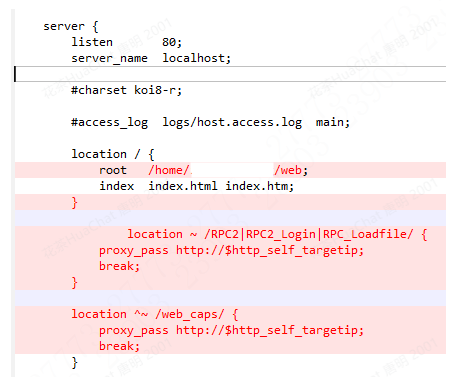 server {
listen 80;
server_name localhost;
#charset koi8-r;
#access_log logs/host.access.log main;
location / {
root /home/ /web;
index index.html index.htm;
}
location ~ /RPC2|RPC2_Login|RPC_Loadfile/ {
proxy_pass http://$http_self_targetip;
break;
}
location ^~ /web_caps/ {
proxy_pass http://$http_self_targetip;
break;
}